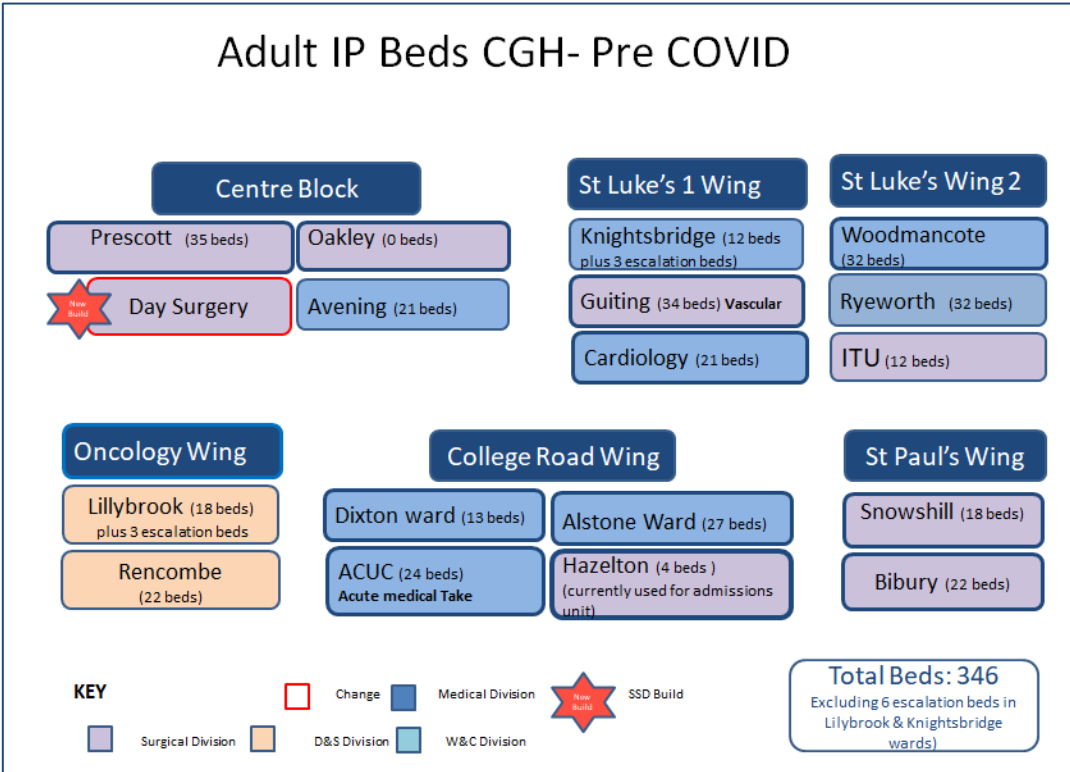 Adult IP Beds CGH- Pre COVID
Centre Block
Prescott (35 beds)
Oakley (0 beds)
New
Build
Day Surgery
Avening (21 beds)
St Luke's 1 Wing
Knightsbridge (12 beds
plus 3 escalation beds)
Guiting (34 beds) Vascular
Cardiology (21 beds)
St Luke's Wing 2
Woodmancote
(32 beds)
Ryeworth (32 beds)
ITU (12 beds)
Oncology Wing
Lillybrook (18 beds)
plus 3 escalation beds
Rencombe
(22 beds)
College Road Wing
Dixton ward (13 beds)
Alstone Ward (27 beds)
ACUC (24 beds)
Acute medical Take
Hazelton (4 beds )
(currently used for admissions
unit)
St Paul's Wing
Snowshill (18 beds)
Bibury (22 beds)
KEY
Change
Medical Division
New
Build
SSD Build
Surgical Division
D&S Division
W&C Division
Total Beds: 346
Excluding 6 escalation beds in
Lilybrook & Knightsbridge
wards)